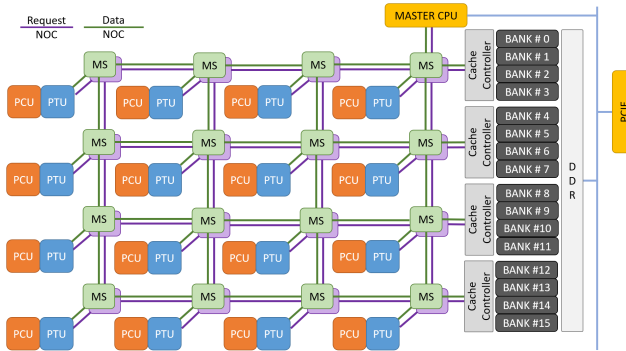 Request Data
NOC NOC
MASTER CPU
MS MS MS MS
PCU PTU PCU PTU PCU PTU PCU PTU
Cache Controller
BANK # 0
BANK # 1
BANK # 2
BANK # 3
MS MS MS MS
PCU PTU PCU PTU PCU PTU PCU PTU
Cache Controller
BANK # 4
BANK # 5
BANK # 6
BANK # 7
MS MS MS MS
PCU PTU PCU PTU PCU PTU PCU PTU
Cache Controller
BANK # 8
BANK # 9
BANK #10
BANK #11
MS MS MS MS
PCU PTU PCU PTU PCU PTU PCU PTU
Cache Controller
BANK #12
BANK #13
BANK #14
BANK #15
D
D
R
PCIE